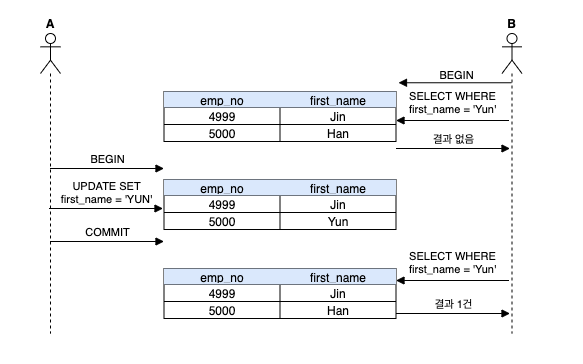 A
B
BEGIN
emp_no first_name
4999 Jin
5000 Han
SELECT WHERE
first_name = 'Yun'
결과 없음
BEGIN
UPDATE SET
first_name = 'YUN'
emp_no first_name
4999 Jin
5000 Yun
COMMIT
SELECT WHERE
first_name = 'Yun'
emp_no first_name
4999 Jin
5000 Han
결과 1건